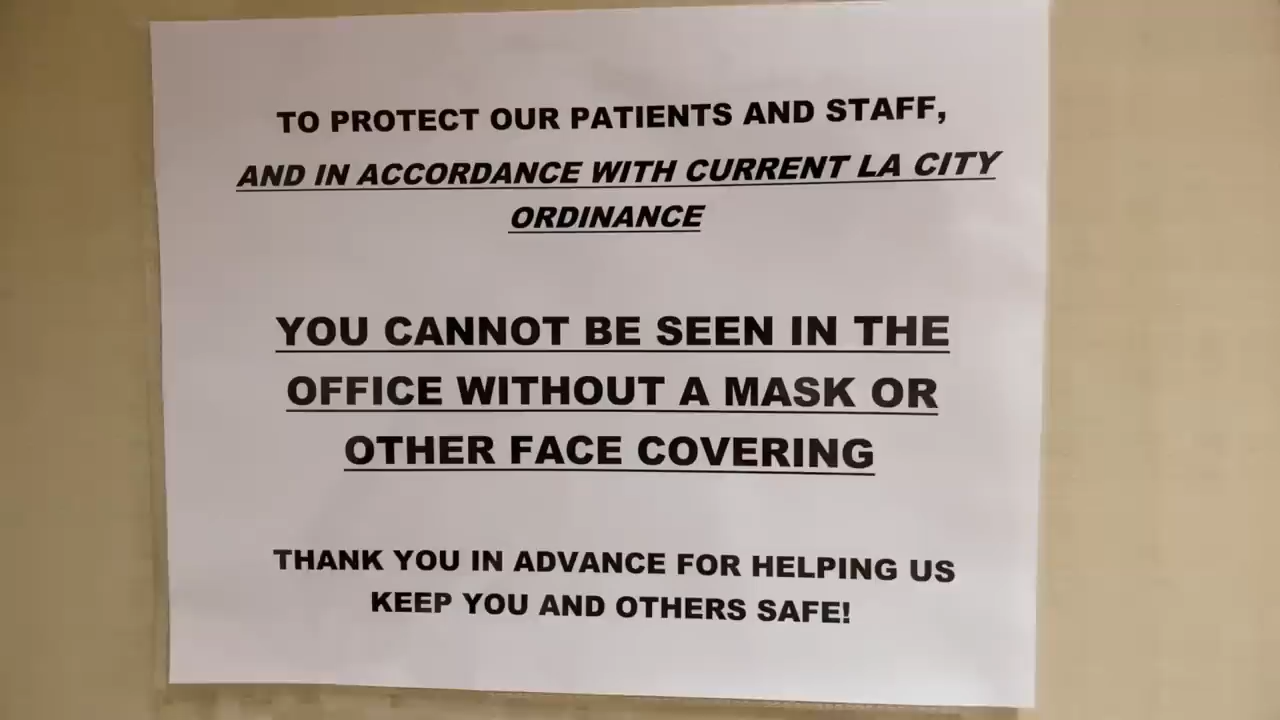 TO PROTECT OUR PATIENTS AND STAFF,
AND IN ACCORDANCE WITH CURRENT LA CITY
ORDINANCE
YOU CANNOT BE SEEN IN THE
OFFICE WITHOUT A MASK OR
OTHER FACE COVERING
THANK YOU IN ADVANCE FOR HELPING US
KEEP YOU AND OTHERS SAFE!